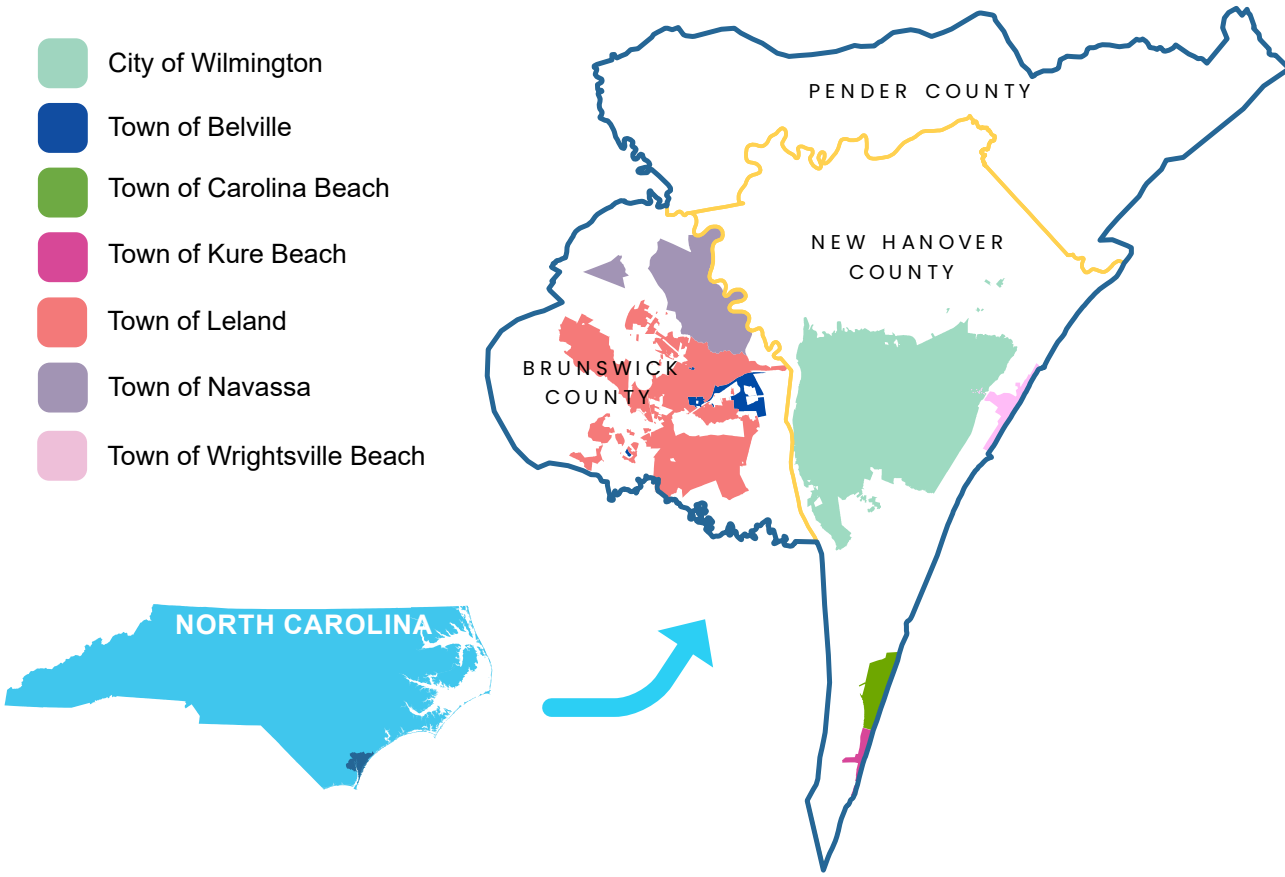 City of Wilmington
Town of Belville
Town of Carolina Beach
Town of Kure Beach
Town of Leland
Town of Navassa
Town of Wrightsville Beach
PENDER COUNTY
NEW HANOVER
COUNTY
BRUNSWICK
COUNTY
NORTH CAROLINA